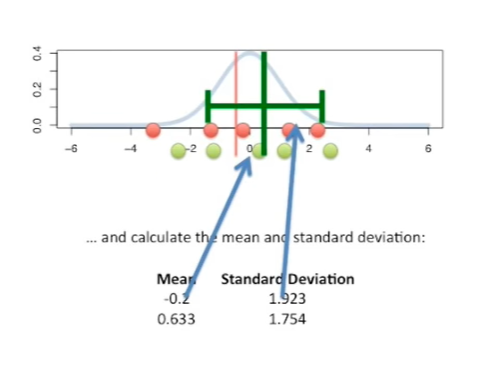 0.4
0.2
0.0
-6 -4 -2 0 2 4 6
... and calculate the mean and standard deviation:
Mean Standard Deviation
-0.2 1.923
0.633 1.754